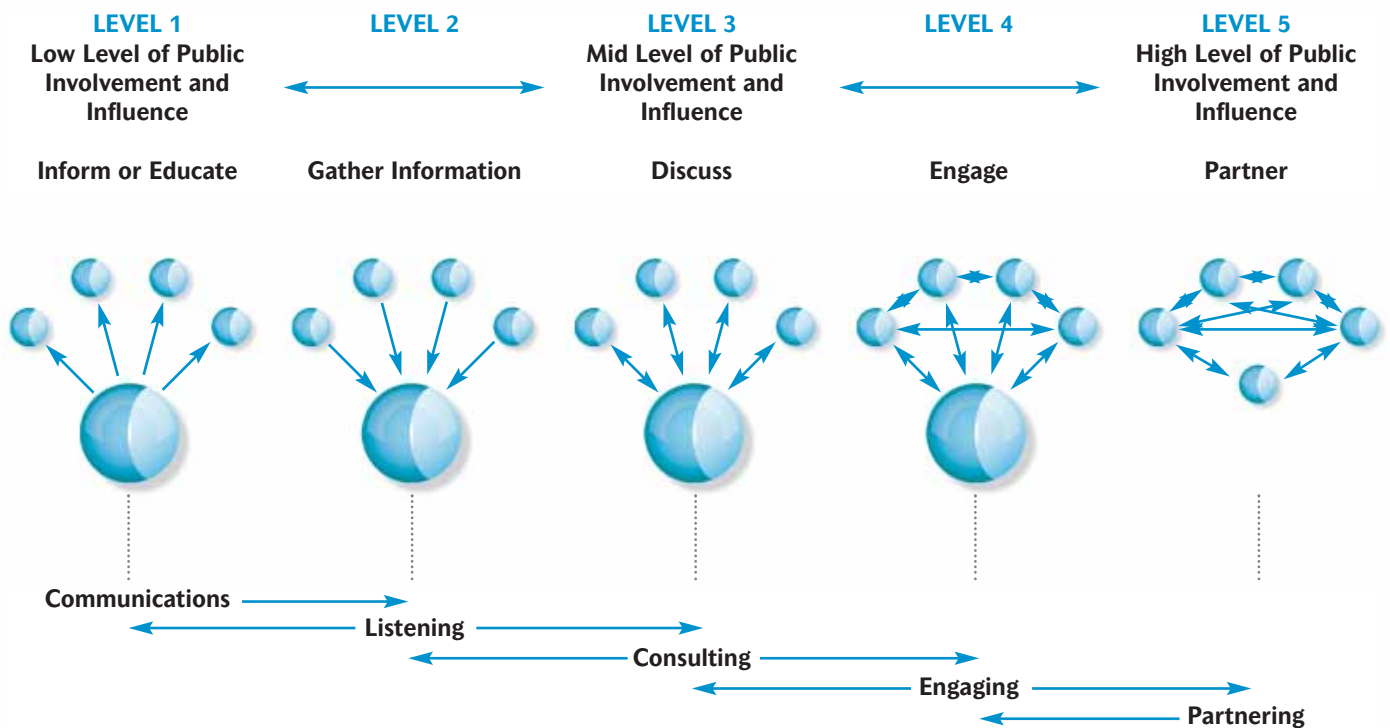 LEVEL 1
Low Level of Public
Involvement and
Influence
LEVEL 2
LEVEL 3
Mid Level of Public
Involvement and
Influence
LEVEL 4
LEVEL 5
High Level of Public
Involvement and
Influence
Inform or Educate
Gather Information
Discuss
Engage
Partner
Communications
Listening
Consulting
Engaging
Partnering